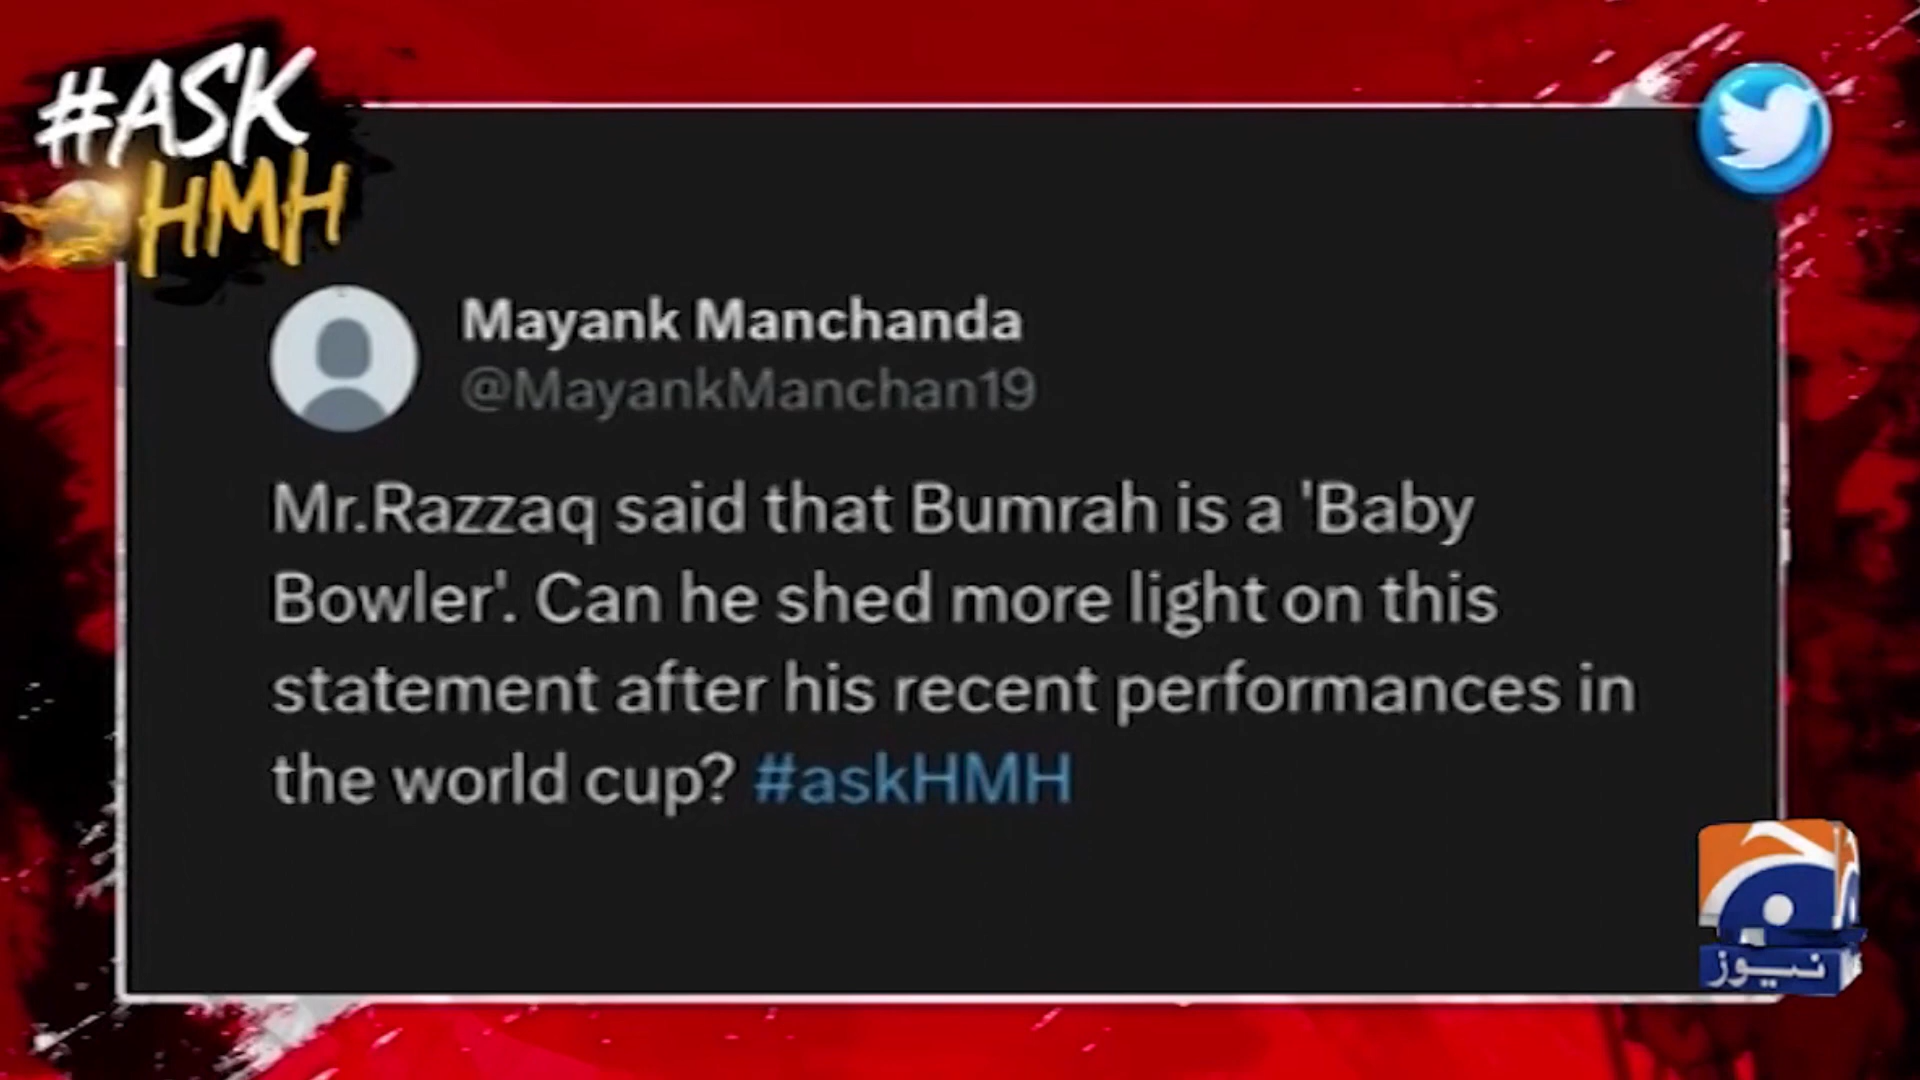 #ASK
HMH
Mayank Manchanda
@MayankManchan19
Mr.Razzaq said that Bumrah is a 'Baby
Bowler'. Can he shed more light on this
statement after his recent performances in
the world cup? #askHMH
نیوز